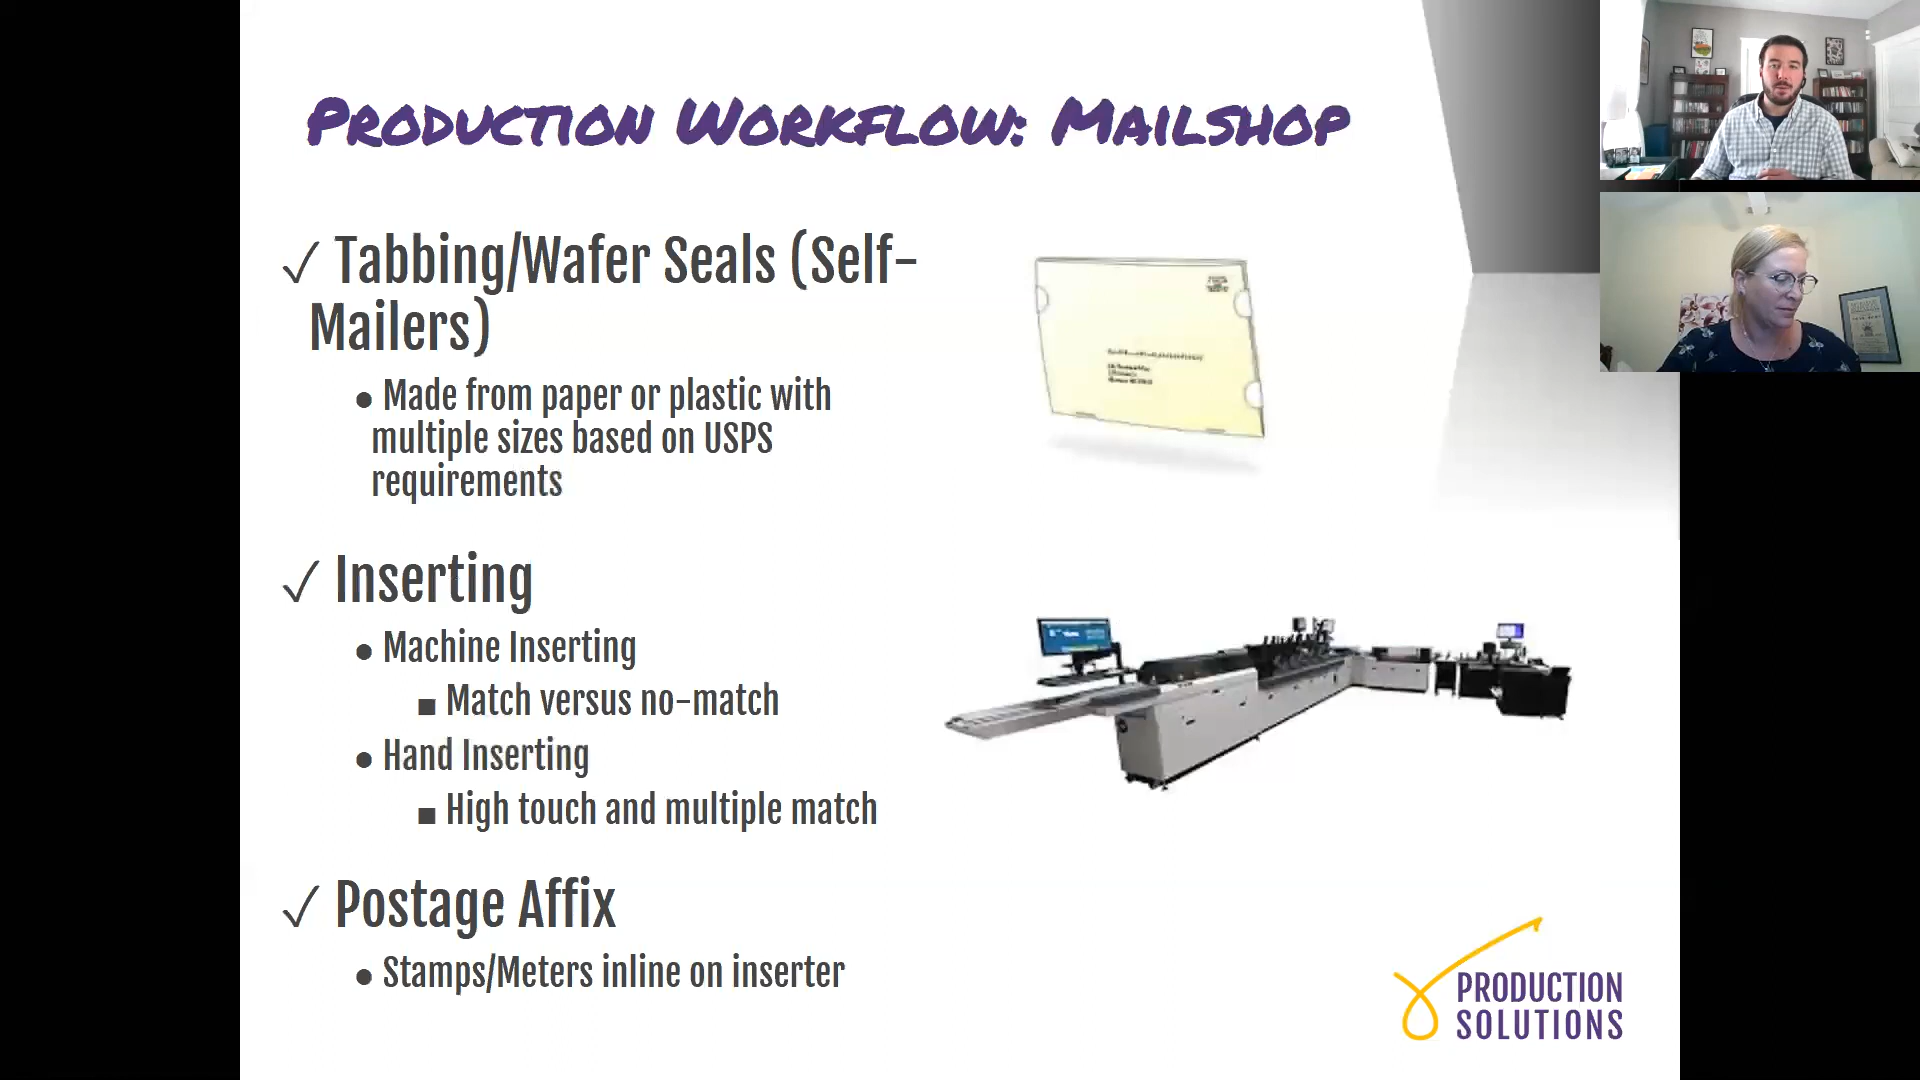 Production Workflow: Mailshop
✓ Tabbing/Wafer Seals (Self-
Mailers)
● Made from paper or plastic with
multiple sizes based on USPS
requirements
✓ Inserting
● Machine Inserting
■ Match versus no-match
● Hand Inserting
■ High touch and multiple match
✓ Postage Affix
● Stamps/Meters inline on inserter
PRODUCTION
SOLUTIONS